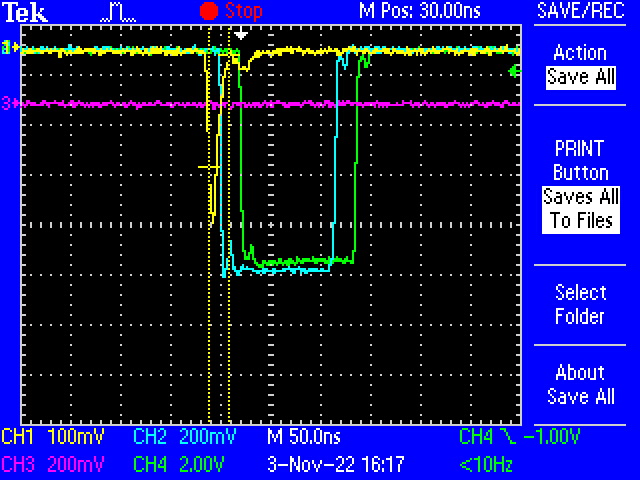 Tek Stop M Pos: 30.00ns SAVE/REC
Action
Save All
PRINT
Button
Saves All
To Files
Select
Folder
About
Save All
1
3
CH1 100mV CH2 200mV M 50.0ns CH4 -1.00V
CH3 200mV CH4 2.00V 3-Nov-22 16:17 <10Hz